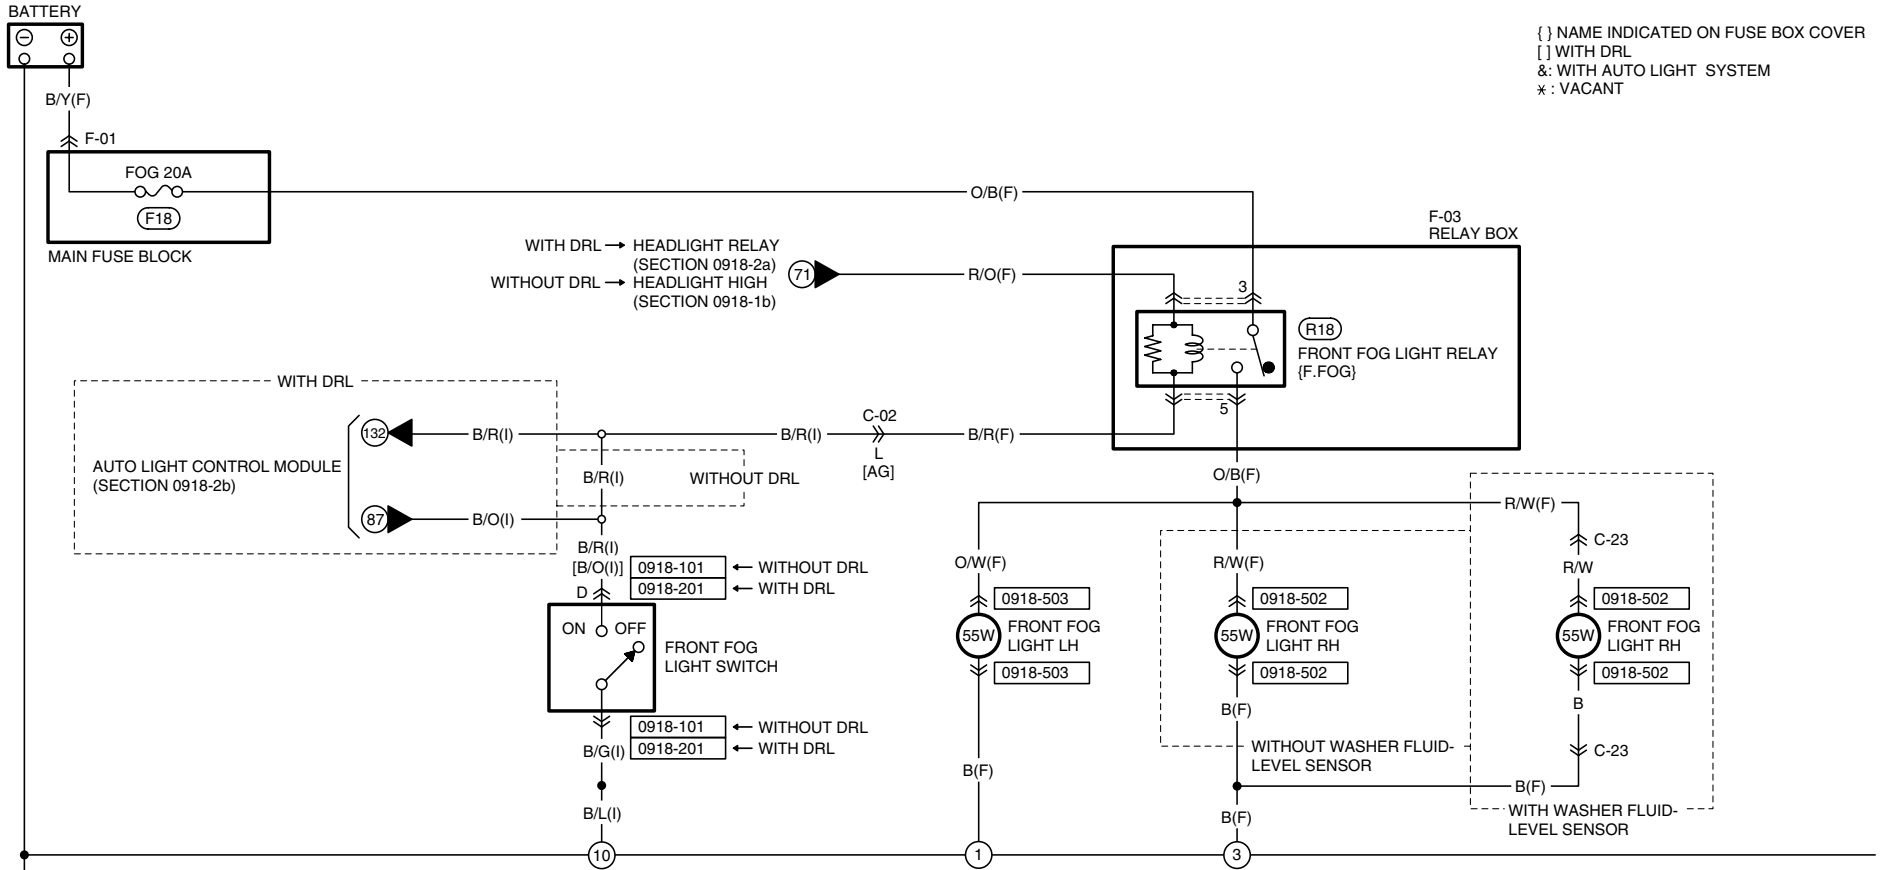 BATTERY
{ } NAME INDICATED ON FUSE BOX COVER
[ ] WITH DRL
&: WITH AUTO LIGHT SYSTEM
* : VACANT
− +
B/Y(F)
F-01
FOG 20A
F18
MAIN FUSE BLOCK
O/B(F)
F-03
RELAY BOX
WITH DRL → HEADLIGHT RELAY
(SECTION 0918-2a)
WITHOUT DRL → HEADLIGHT HIGH
(SECTION 0918-1b)
71
R/O(F)
3
R18
FRONT FOG LIGHT RELAY
{F.FOG}
5
WITH DRL
132
B/R(I)
B/R(I)
C-02
L
[AG]
B/R(F)
AUTO LIGHT CONTROL MODULE
(SECTION 0918-2b)
B/R(I)
WITHOUT DRL
87
B/O(I)
B/R(I)
[B/O(I)]
0918-101 ← WITHOUT DRL
0918-201 ← WITH DRL
D
ON OFF
FRONT FOG
LIGHT SWITCH
0918-101 ← WITHOUT DRL
0918-201 ← WITH DRL
B/G(I)
B/L(I)
10
O/B(F)
R/W(F)
C-23
R/W
O/W(F)
0918-503
55W
FRONT FOG
LIGHT LH
0918-503
B(F)
1
R/W(F)
0918-502
55W
FRONT FOG
LIGHT RH
0918-502
B(F)
WITHOUT WASHER FLUID-
LEVEL SENSOR
B(F)
3
0918-502
55W
FRONT FOG
LIGHT RH
0918-502
B
C-23
B(F)
WITH WASHER FLUID-
LEVEL SENSOR